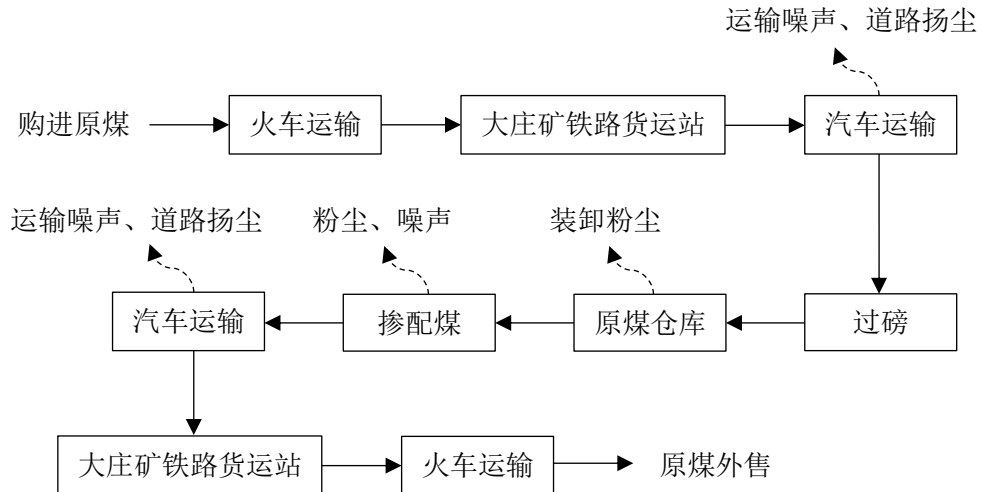 运输噪声、道路扬尘
购进原煤
火车运输
大庄矿铁路货运站
汽车运输
运输噪声、道路扬尘
粉尘、噪声
装卸粉尘
汽车运输
掺配煤
原煤仓库
过磅
大庄矿铁路货运站
火车运输
原煤外售